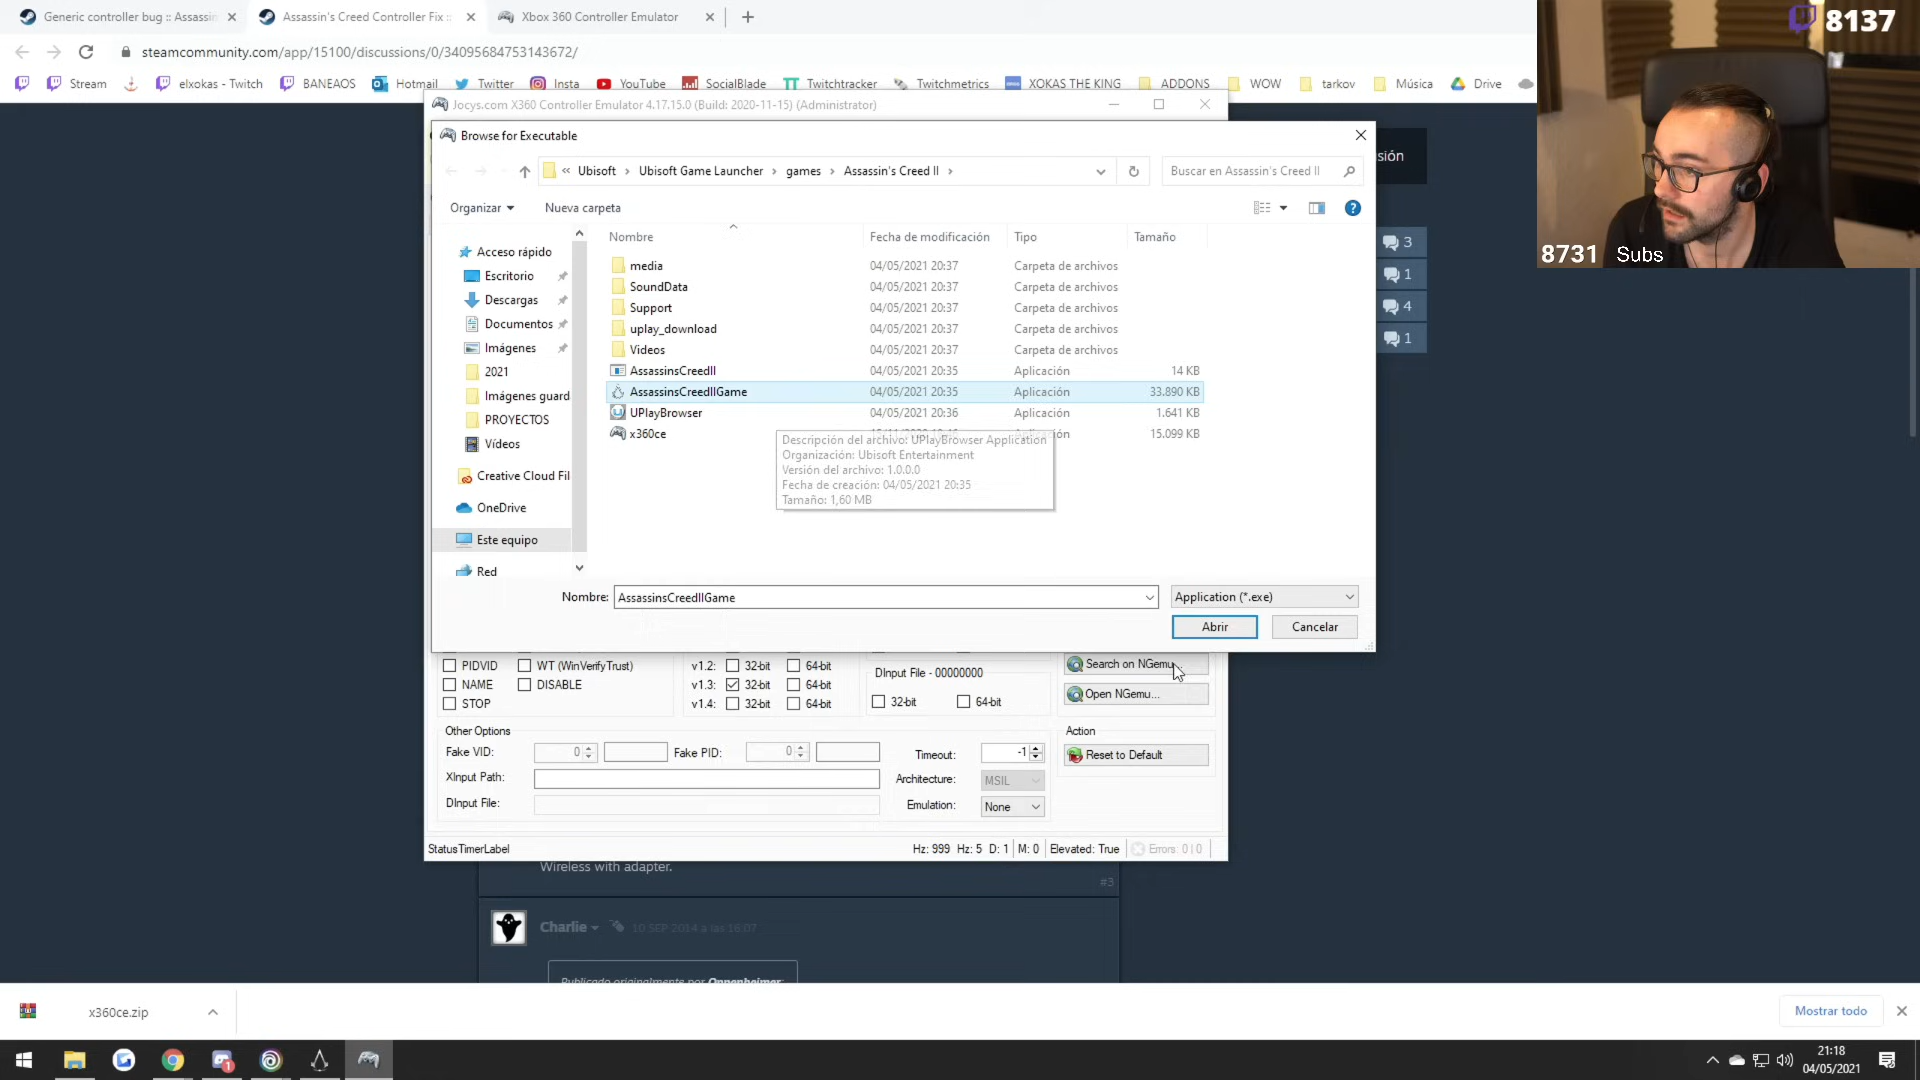 Generic controller bug :: Assassin
Assassin's Creed Controller Fix ::
Xbox 360 Controller Emulator
steamcommunity.com/app/15100/discussions/0/34095684753143672/
Stream
elxokas - Twitch
BANEAOS
Hotmail
Twitter
Insta
YouTube
SocialBlade
Twitchtracker
Twitchmetrics
XOKAS THE KING
ADDONS
WOW
tarkov
Música
Drive
8137
8731 Subs
Jocys.com X360 Controller Emulator 4.17.15.0 (Build: 2020-11-15) (Administrator)
Browse for Executable
« Ubisoft › Ubisoft Game Launcher › games › Assassin's Creed II ›
Buscar en Assassin's Creed II
sión
Organizar
Nueva carpeta
Nombre
Fecha de modificación
Tipo
Tamaño
Acceso rápido
Escritorio
Descargas
Documentos
Imágenes
2021
Imágenes guard
PROYECTOS
Vídeos
Creative Cloud Fil
OneDrive
Este equipo
Red
media 04/05/2021 20:37 Carpeta de archivos
SoundData 04/05/2021 20:37 Carpeta de archivos
Support 04/05/2021 20:37 Carpeta de archivos
uplay_download 04/05/2021 20:37 Carpeta de archivos
Videos 04/05/2021 20:37 Carpeta de archivos
AssassinsCreedII 04/05/2021 20:35 Aplicación 14 KB
AssassinsCreedIIGame 04/05/2021 20:35 Aplicación 33.890 KB
UPlayBrowser 04/05/2021 20:36 Aplicación 1.641 KB
x360ce 15.099 KB
Descripción del archivo: UPlayBrowser Application
Organización: Ubisoft Entertainment
Versión del archivo: 1.0.0.0
Fecha de creación: 04/05/2021 20:35
Tamaño: 1,60 MB
3
1
4
1
Nombre: AssassinsCreedIIGame
Application (*.exe)
Abrir
Cancelar
PIDVID
WT (WinVerifyTrust)
NAME
DISABLE
STOP
v1.2: 32-bit 64-bit
v1.3: 32-bit 64-bit
v1.4: 32-bit 64-bit
DInput File - 00000000
32-bit
64-bit
Search on NGemu...
Open NGemu...
Other Options
Fake VID: 0
Fake PID: 0
Timeout: -1
XInput Path:
Architecture: MSIL
DInput File:
Emulation: None
Action
Reset to Default
StatusTimerLabel
Hz: 999 Hz: 5 D: 1 M: 0 Elevated: True Errors: 0 | 0
Wireless with adapter.
#3
Charlie
10 SEP 2014 a las 16:07
Publicado originalmente por Oppenheimer:
x360ce.zip
Mostrar todo
1
21:18
04/05/2021